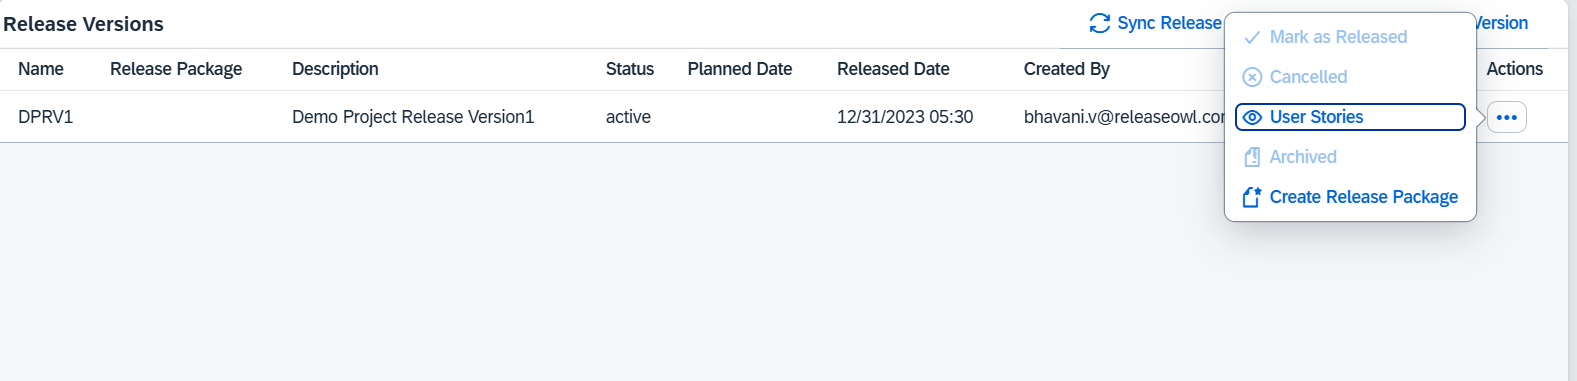 Release Versions
Sync Release
Version
Name Release Package Description Status Planned Date Released Date Created By Actions
DPRV1 Demo Project Release Version1 active 12/31/2023 05:30 bhavani.v@releaseowl.co
Mark as Released
Cancelled
User Stories
Archived
Create Release Package